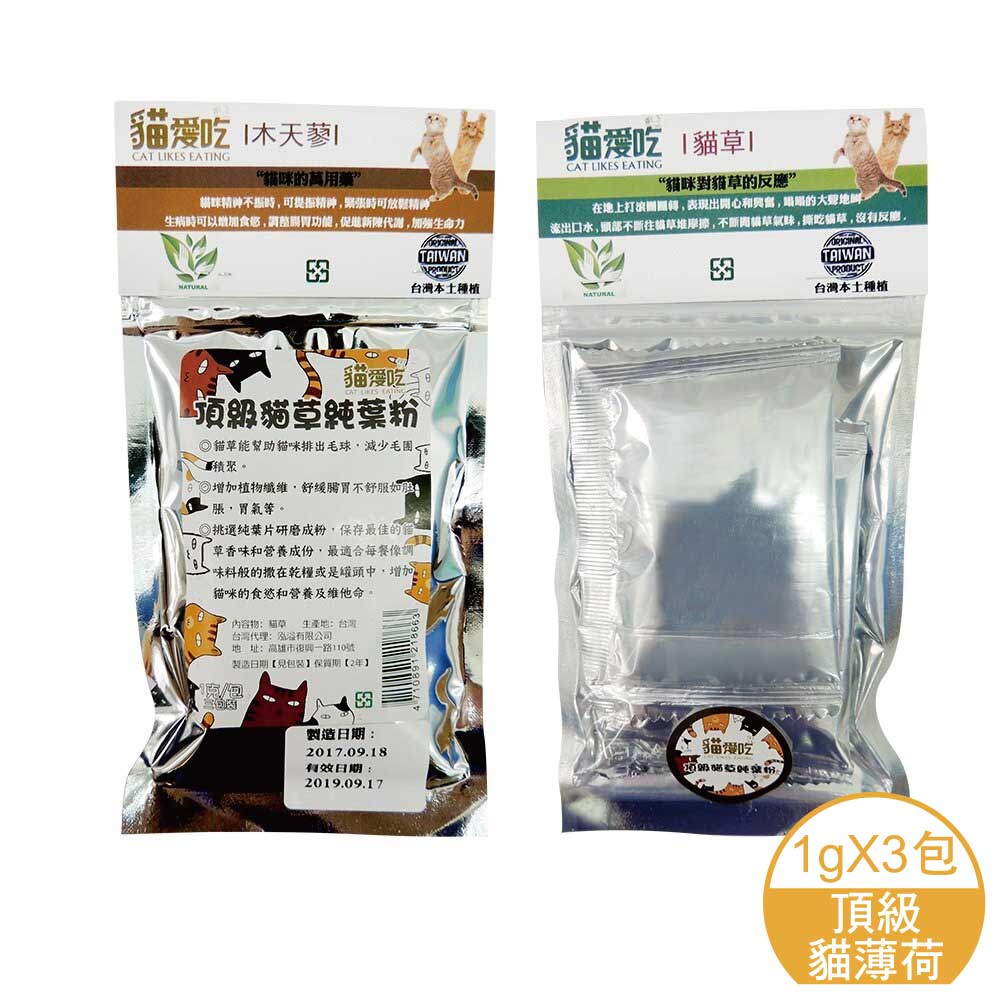 貓愛吃 |木天蓼|
CAT LIKES EATING
“貓咪的萬用藥”
貓咪精神不振時,可提振精神,緊張時可放鬆精神
生病時可以增加食慾,調整腸胃功能,促進新陳代謝,加強生命力
NATURAL
ORIGINAL
TAIWAN
PRODUCT
台灣本土種植
貓愛吃
CAT LIKES EATING
頂級貓草純葉粉
◎貓草能幫助貓咪排出毛球，減少毛團
積聚。
◎增加植物纖維，舒緩腸胃不舒服如肚
脹，胃氣等。
◎挑選純葉片研磨成粉，保存最佳的貓
草香味和營養成份，最適合每餐像調
味料般的撒在乾糧或是罐頭中，增加
貓咪的食慾和營養及維他命。
內容物: 貓草 生產地: 台灣
台灣代理: 泓溢有限公司
地 址: 高雄市復興一路110號
製造日期【見包裝】保質期【2年】
1克/包
三包裝
4710891218663
製造日期：
2017.09.18
有效日期：
2019.09.17
貓愛吃 |貓草|
CAT LIKES EATING
“貓咪對貓草的反應”
在地上打滾團團轉,表現出開心和興奮,喵喵的大聲地叫
流出口水,頭部不斷往貓草堆摩擦,不斷聞貓草氣味,撕吃貓草,沒有反應.
NATURAL
ORIGINAL
TAIWAN
PRODUCT
台灣本土種植
貓愛吃
CAT LIKES EATING
頂級貓草純葉粉
1gX3包
頂級
貓薄荷